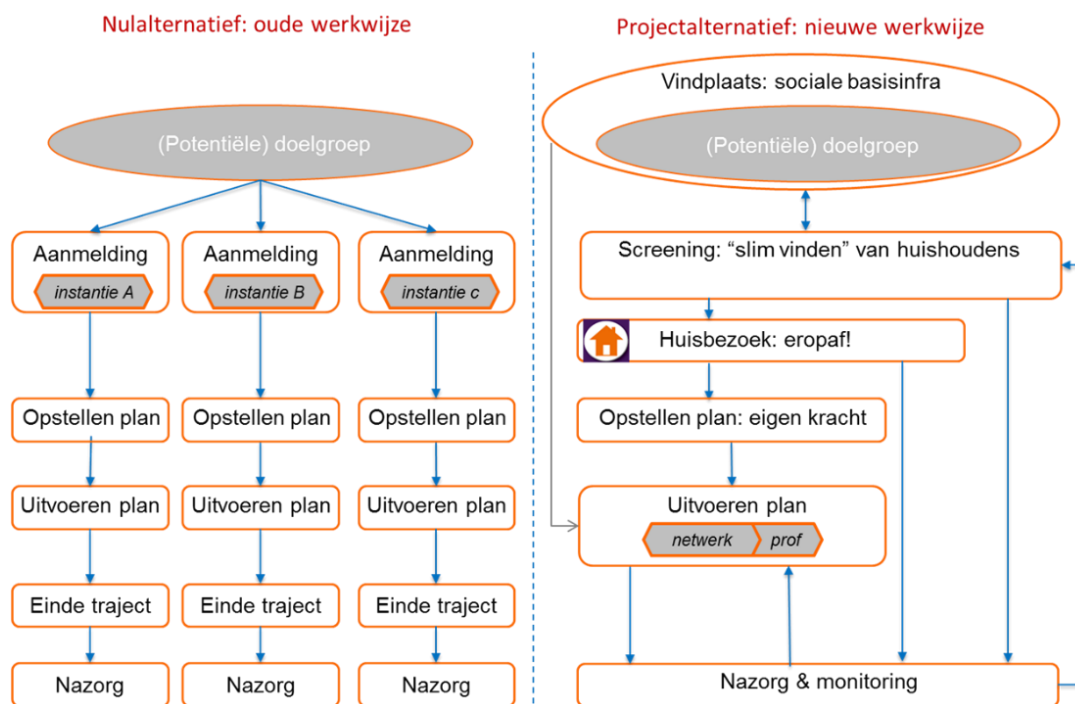 Nulalternatief: oude werkwijze
(Potentiële) doelgroep
Aanmelding
instantie A
Aanmelding
instantie B
Aanmelding
instantie c
Opstellen plan
Opstellen plan
Opstellen plan
Uitvoeren plan
Uitvoeren plan
Uitvoeren plan
Einde traject
Einde traject
Einde traject
Nazorg
Nazorg
Nazorg
Projectalternatief: nieuwe werkwijze
Vindplaats: sociale basisinfra
(Potentiële) doelgroep
Screening: “slim vinden” van huishoudens
Huisbezoek: eropaf!
Opstellen plan: eigen kracht
Uitvoeren plan
netwerk
prof
Nazorg & monitoring